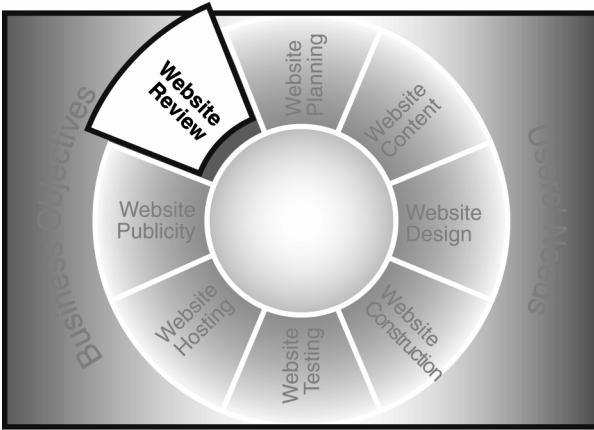 Website
Review
Website
Planning
Website
Content
Website
Design
Website
Construction
Website
Testing
Website
Hosting
Website
Publicity
Business Objectives
Users' Needs